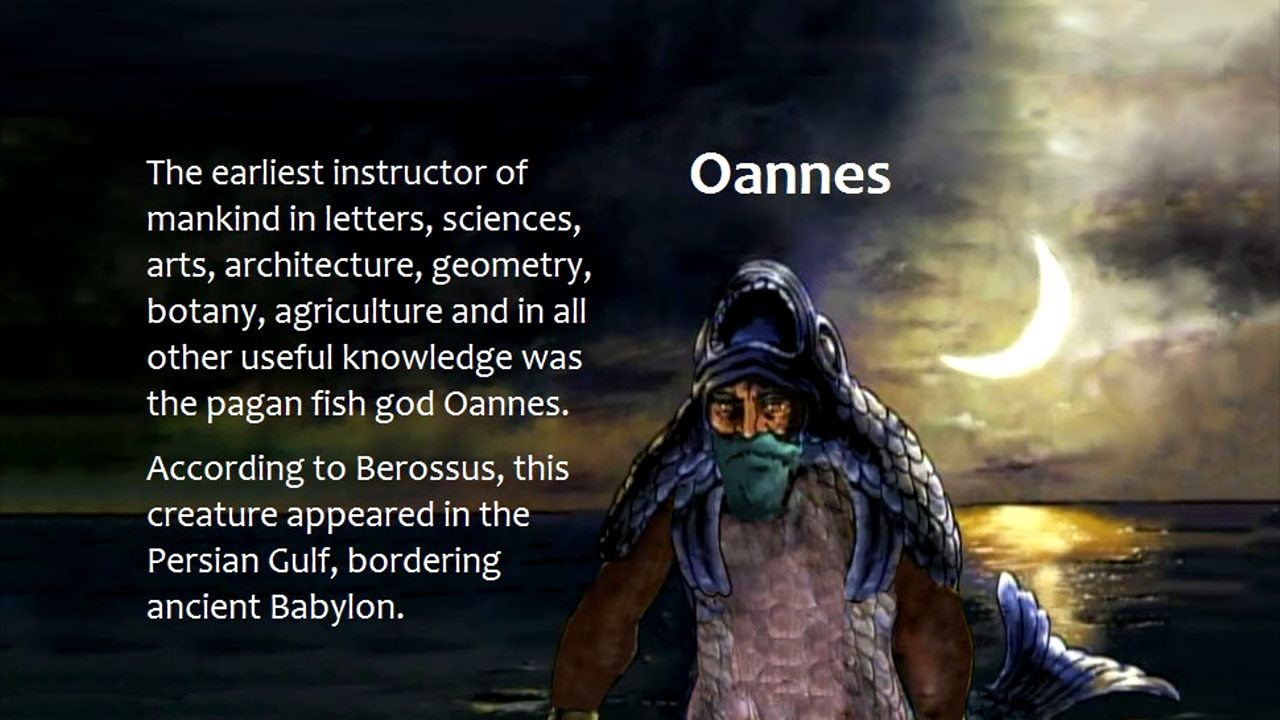 Oannes
The earliest instructor of
mankind in letters, sciences,
arts, architecture, geometry,
botany, agriculture and in all
other useful knowledge was
the pagan fish god Oannes.
According to Berossus, this
creature appeared in the
Persian Gulf, bordering
ancient Babylon.